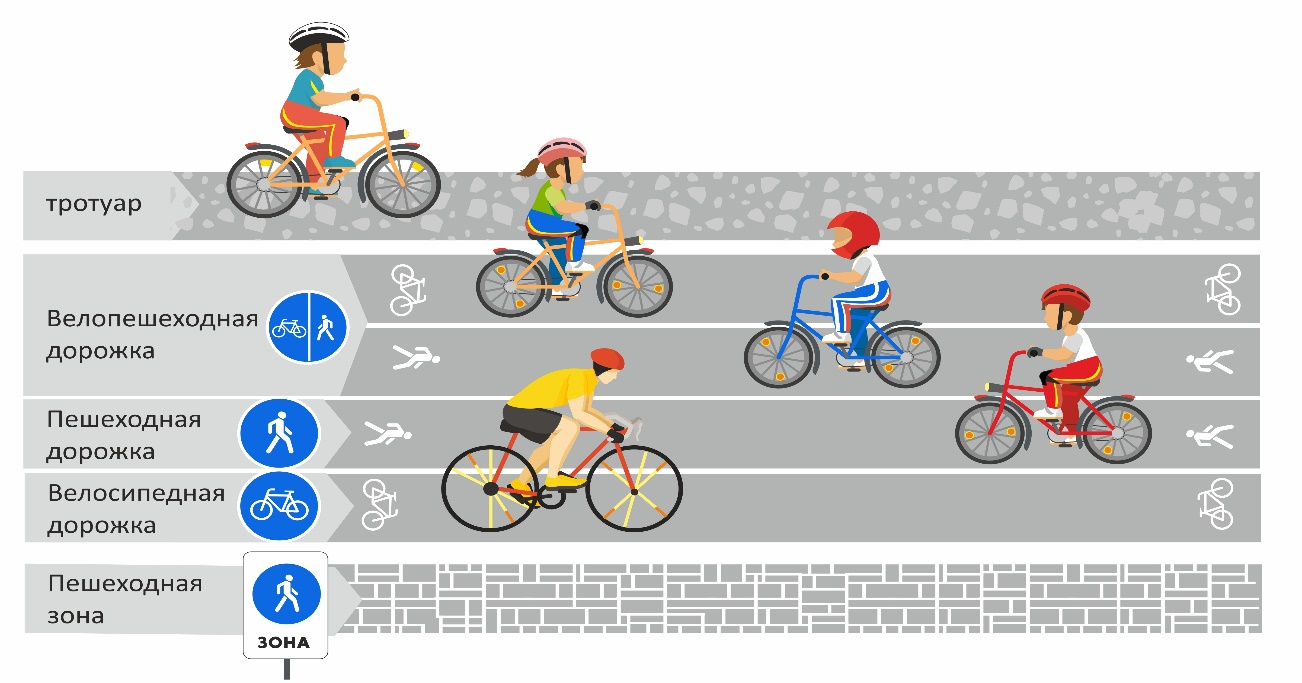 тротуар
Велопешеходная
дорожка
Пешеходная
дорожка
Велосипедная
дорожка
Пешеходная
зона
ЗОНА